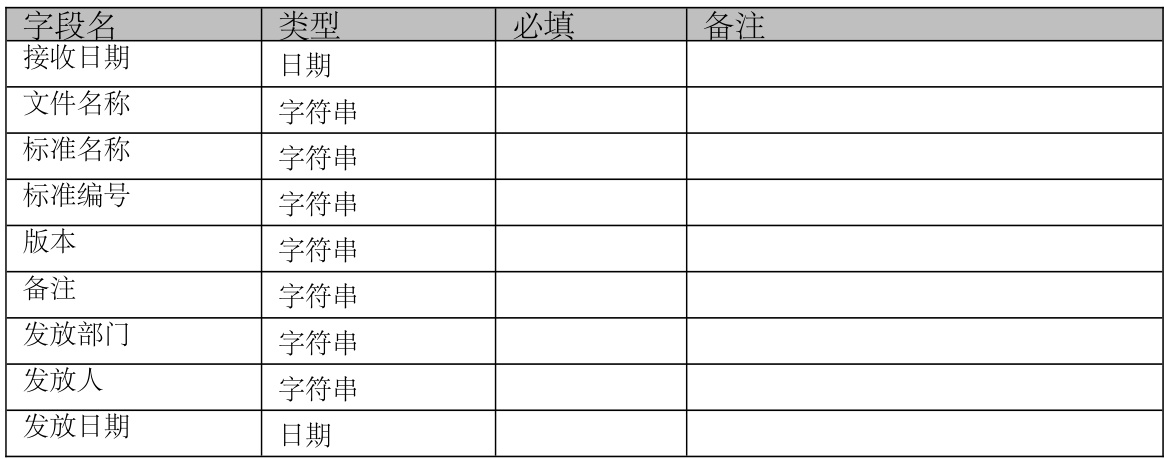 字段名 类型 必填 备注
接收日期 日期
文件名称 字符串
标准名称 字符串
标准编号 字符串
版本 字符串
备注 字符串
发放部门 字符串
发放人 字符串
发放日期 日期